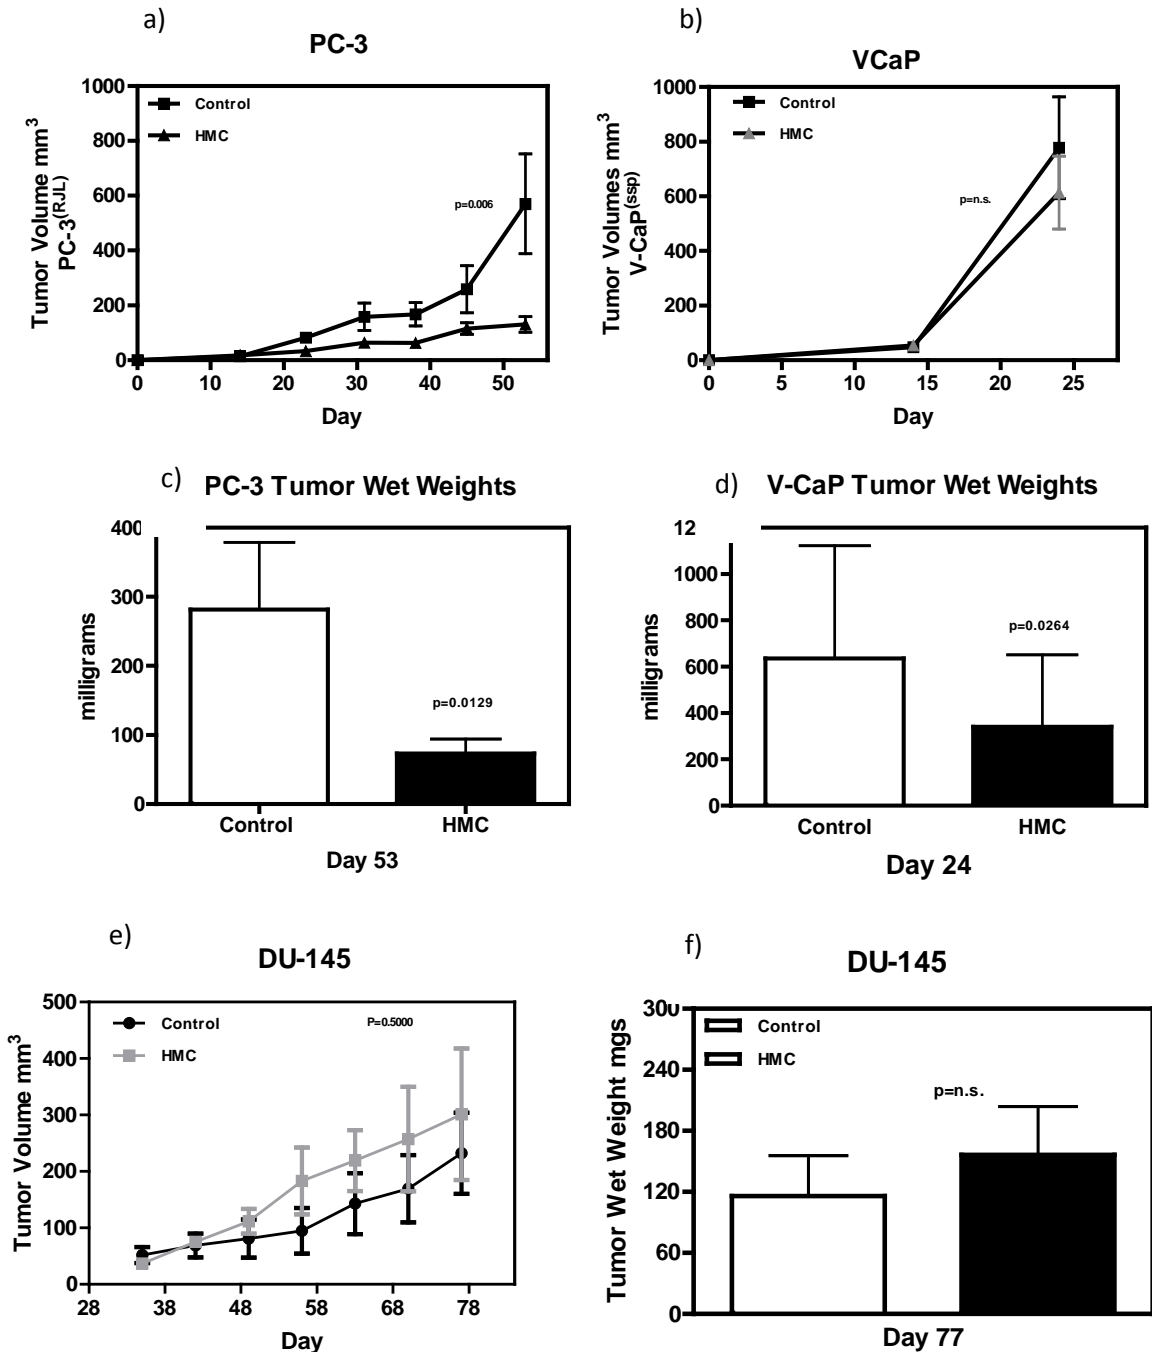 a)
PC-3
1000
800
600
400
200
0
Tumor Volume mm3
PC-3(RJL)
Control
HMC
p=0.006
0 10 20 30 40 50
Day
b)
VCaP
1000
800
600
400
200
0
Tumor Volumes mm3
V-CaP(ssp)
Control
HMC
p=n.s.
0 5 10 15 20 25
Day
c)
PC-3 Tumor Wet Weights
400
300
200
100
0
milligrams
p=0.0129
Control HMC
Day 53
d)
V-CaP Tumor Wet Weights
12
1000
800
600
400
200
0
milligrams
p=0.0264
Control HMC
Day 24
e)
DU-145
500
400
300
200
100
0
Tumor Volume mm3
Control
HMC
P=0.5000
28 38 48 58 68 78
Day
f)
DU-145
300
240
180
120
60
0
Tumor Wet Weight mgs
Control
HMC
p=n.s.
Day 77